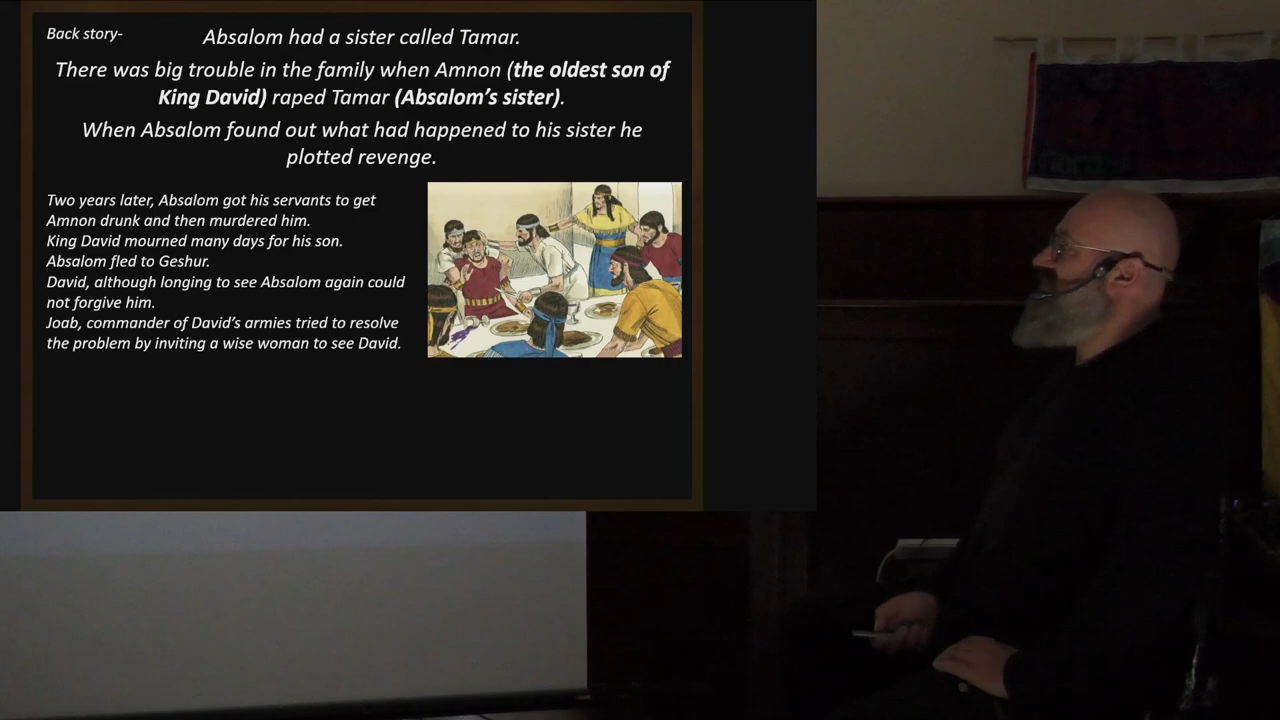 Back story-
Absalom had a sister called Tamar.
There was big trouble in the family when Amnon (the oldest son of
King David) raped Tamar (Absalom's sister).
When Absalom found out what had happened to his sister he
plotted revenge.
Two years later, Absalom got his servants to get
Amnon drunk and then murdered him.
King David mourned many days for his son.
Absalom fled to Geshur.
David, although longing to see Absalom again could
not forgive him.
Joab, commander of David's armies tried to resolve
the problem by inviting a wise woman to see David.